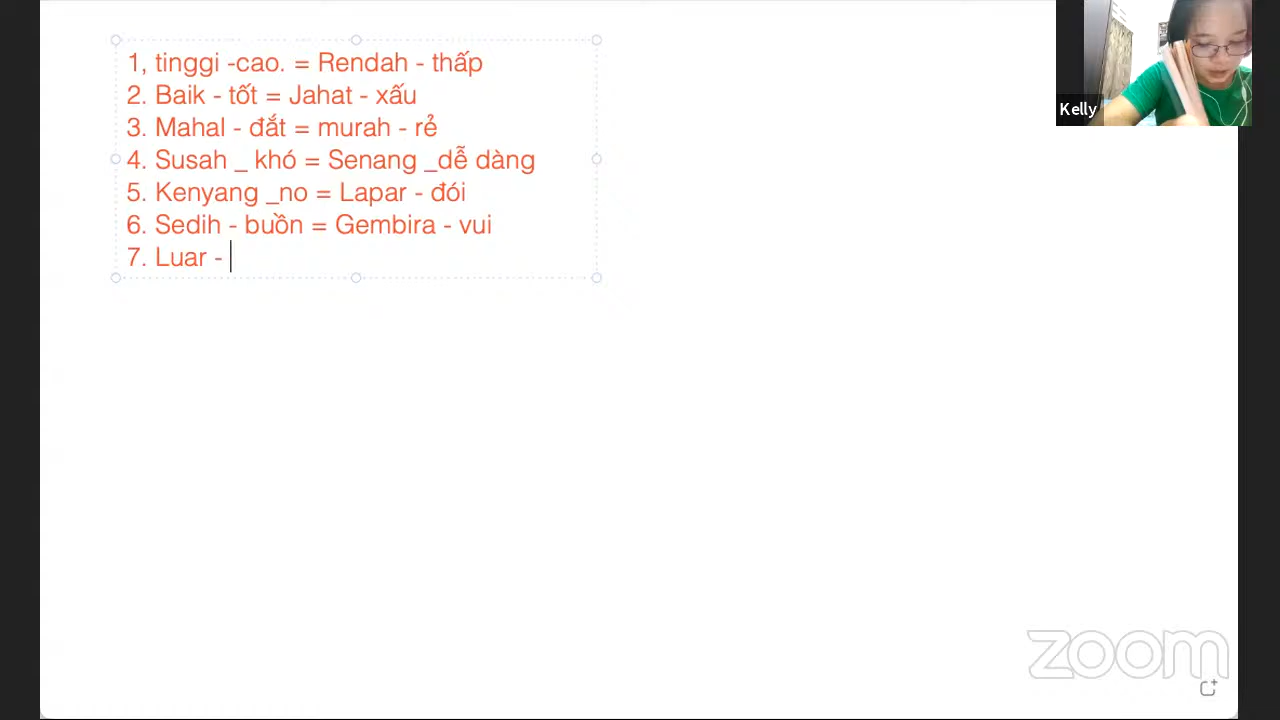 1, tinggi -cao. = Rendah - thấp
2. Baik - tốt = Jahat - xấu
3. Mahal - đắt = murah - rẻ
4. Susah _ khó = Senang _dễ dàng
5. Kenyang _no = Lapar - đói
6. Sedih - buồn = Gembira - vui
7. Luar -
Kelly
zoom